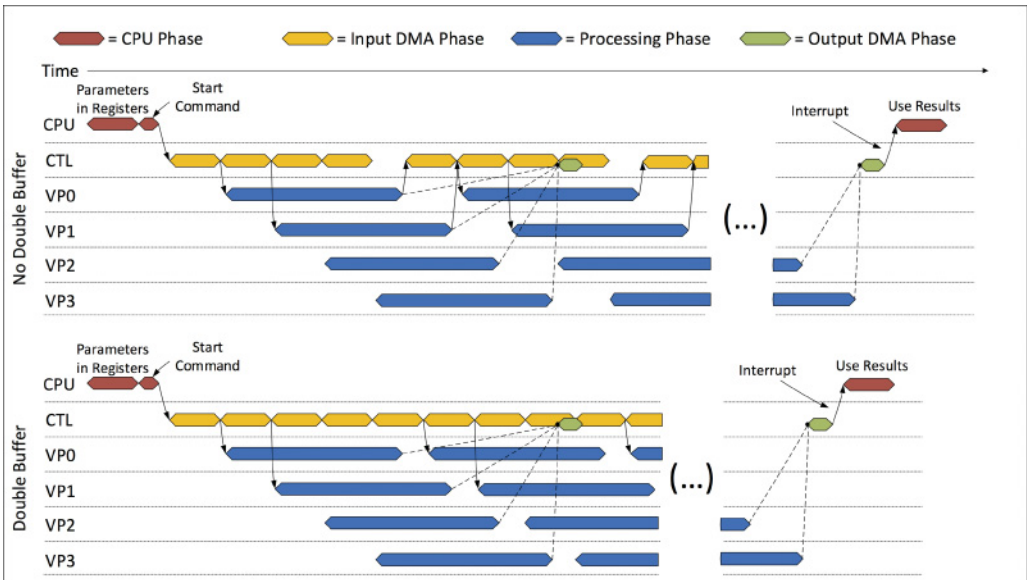 = CPU Phase
= Input DMA Phase
= Processing Phase
= Output DMA Phase
Time
No Double Buffer
Parameters
in Registers
Start
Command
Interrupt
Use Results
CPU
CTL
VP0
VP1
(...)
VP2
VP3
Double Buffer
Parameters
in Registers
Start
Command
Interrupt
Use Results
CPU
CTL
VP0
VP1
(...)
VP2
VP3